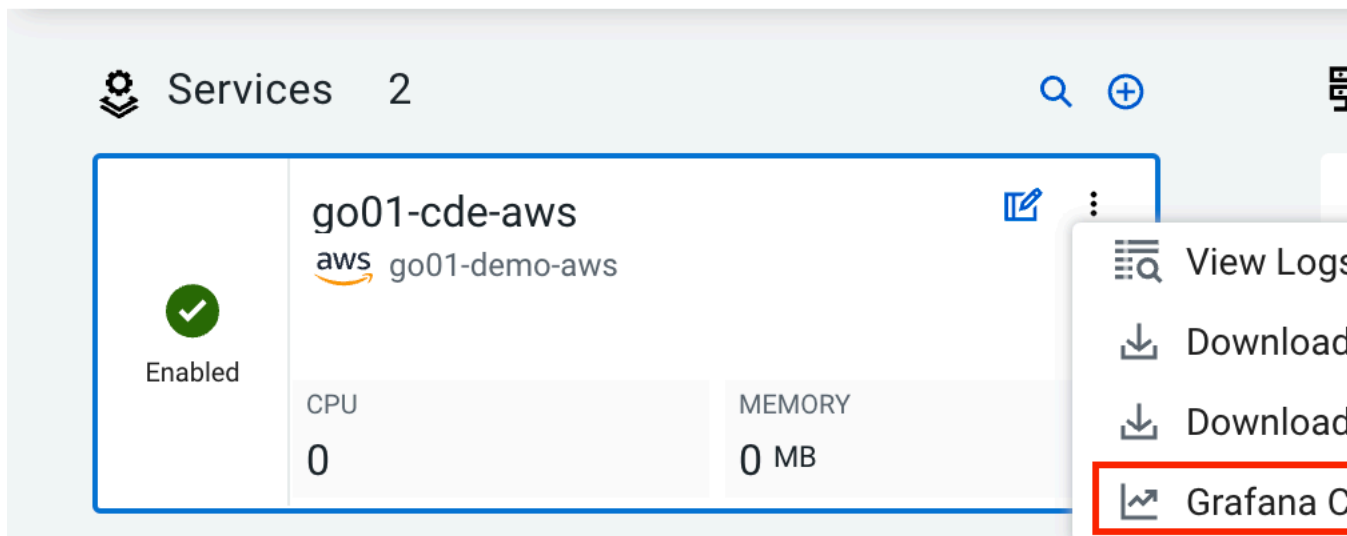 Services 2
go01-cde-aws
aws go01-demo-aws
Enabled
CPU
0
MEMORY
0 MB
View Logs
Download
Download
Grafana C